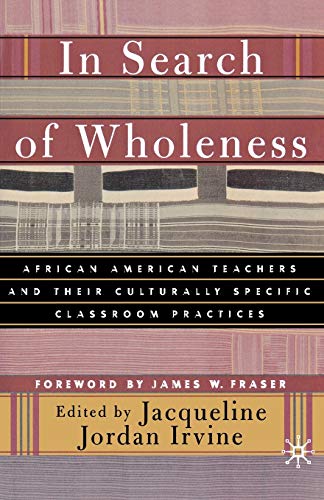 In Search
of Wholeness
AFRICAN AMERICAN TEACHERS
AND THEIR CULTURALLY SPECIFIC
CLASSROOM PRACTICES
FOREWORD BY JAMES W. FRASER
Edited by Jacqueline
Jordan Irvine